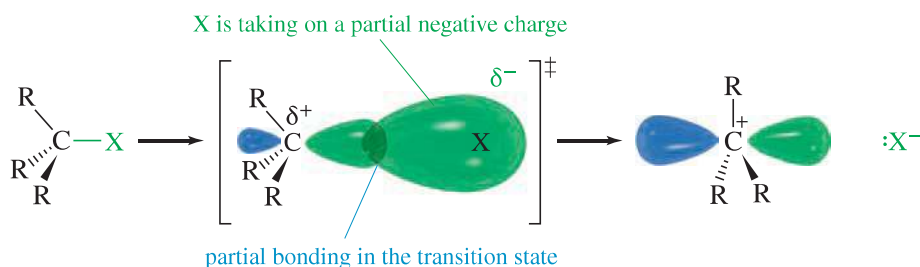 X is taking on a partial negative charge
R R R C—X
[ R R R C δ+ X δ− ]‡
R C+ R R :X−
partial bonding in the transition state